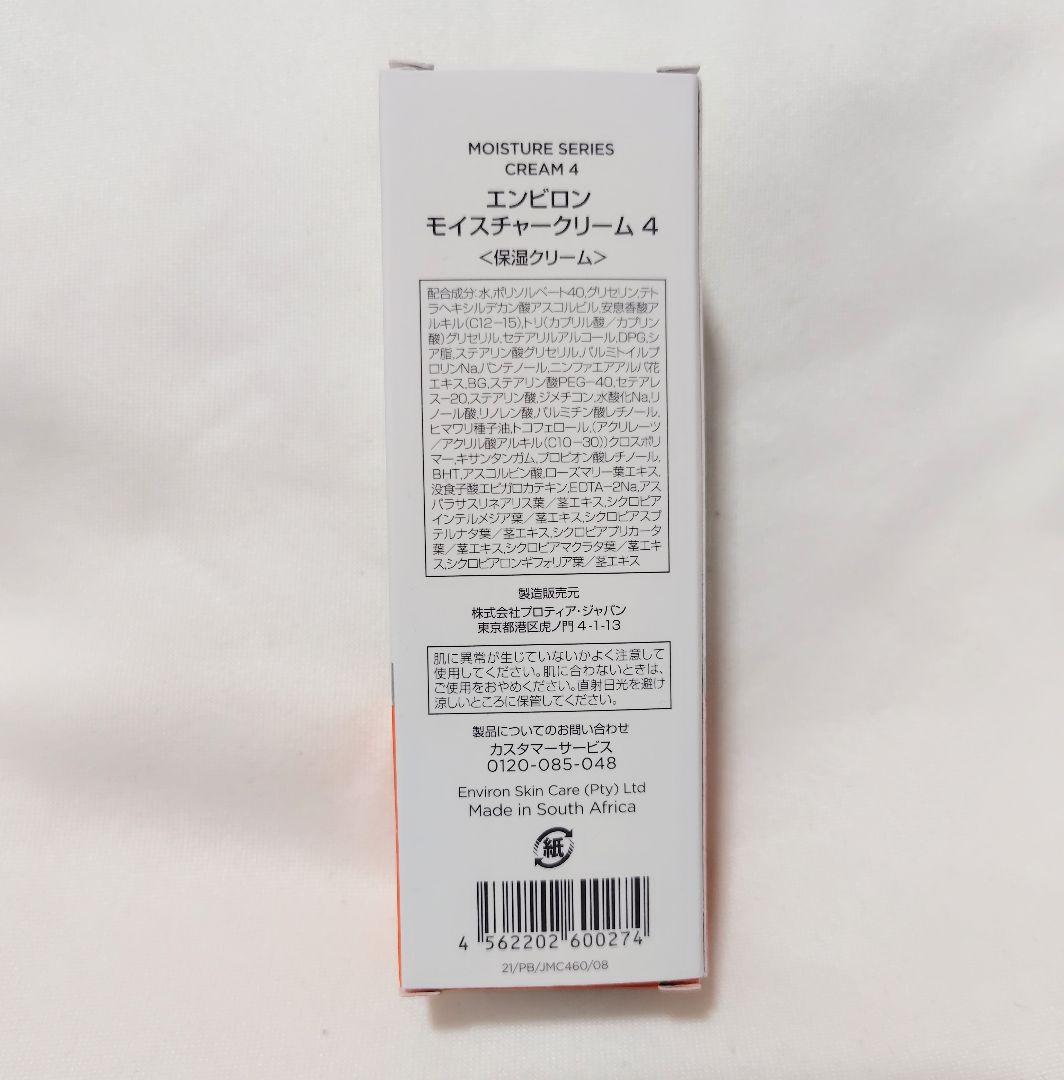 MOISTURE SERIES
CREAM 4
エンビロン
モイスチャークリーム 4
＜保湿クリーム＞
配合成分:水,ポリソルベート40,グリセリン,テト
ラヘキシルデカン酸アスコルビル,安息香酸ア
ルキル(C12－15),トリ(カプリル酸／カプリン
酸)グリセリル,セテアリルアルコール,DPG,シ
ア脂,ステアリン酸グリセリル,パルミトイルプ
ロリンNa,パンテノール,ニンファエアアルバ花
エキス,BG,ステアリン酸PEG－40,セテアレ
ス－20,ステアリン酸,ジメチコン,水酸化Na,リ
ノール酸,リノレン酸,パルミチン酸レチノール,
ヒマワリ種子油,トコフェロール,(アクリレーツ
／アクリル酸アルキル(C10－30))クロスポリ
マー,キサンタンガム,プロピオン酸レチノール,
BHT,アスコルビン酸,ローズマリー葉エキス,
没食子酸エピガロカテキン,EDTA－2Na,アス
パラサスリネアリス葉／茎エキス,シクロピア
インテルメジア葉／茎エキス,シクロピアスプ
テルナタ葉／茎エキス,シクロピアプリカータ
葉／茎エキス,シクロピアマクラタ葉／茎エキ
ス,シクロピアロンギフォリア葉／茎エキス
製造販売元
株式会社プロティア・ジャパン
東京都港区虎ノ門 4-1-13
肌に異常が生じていないかよく注意して
使用してください。肌に合わないときは、
ご使用をおやめください。直射日光を避け
涼しいところに保管してください。
製品についてのお問い合わせ
カスタマーサービス
0120-085-048
Environ Skin Care (Pty) Ltd
Made in South Africa
紙
4 562202 600274
21/PB/JMC460/08